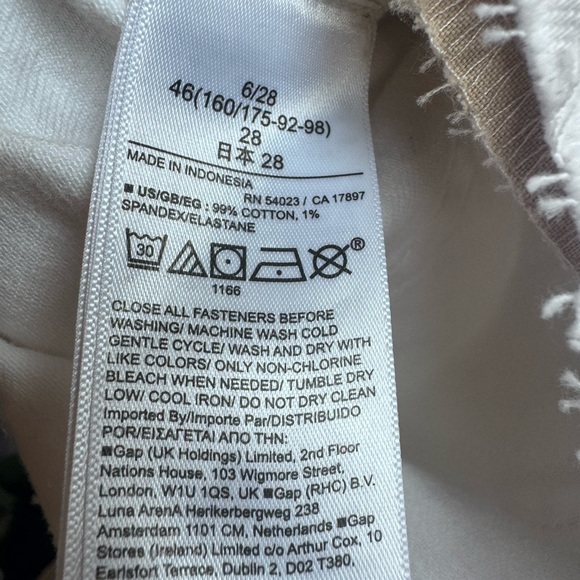 6/28
46(160/175-92-98)
28
日本 28
MADE IN INDONESIA
RN 54023 / CA 17897
■ US/GB/EG : 99% COTTON, 1%
SPANDEX/ELASTANE
30
®
1166
CLOSE ALL FASTENERS BEFORE
WASHING/ MACHINE WASH COLD
GENTLE CYCLE/ WASH AND DRY WITH
LIKE COLORS/ ONLY NON-CHLORINE
BLEACH WHEN NEEDED/ TUMBLE DRY
LOW/ COOL IRON/ DO NOT DRY CLEAN
Imported By/Importe Par/DISTRIBUIDO
POR/ΕΙΣΑΓΕΤΑΙ ΑΠΟ ΤΗΝ:
■Gap (UK Holdings) Limited, 2nd Floor
Nations House, 103 Wigmore Street,
London, W1U 1QS, UK ■Gap (RHC) B.V.
Luna ArenA Herikerbergweg 238
Amsterdam 1101 CM, Netherlands ■Gap
Stores (Ireland) Limited c/o Arthur Cox, 10
Earlsfort Terrace, Dublin 2, D02 T380,